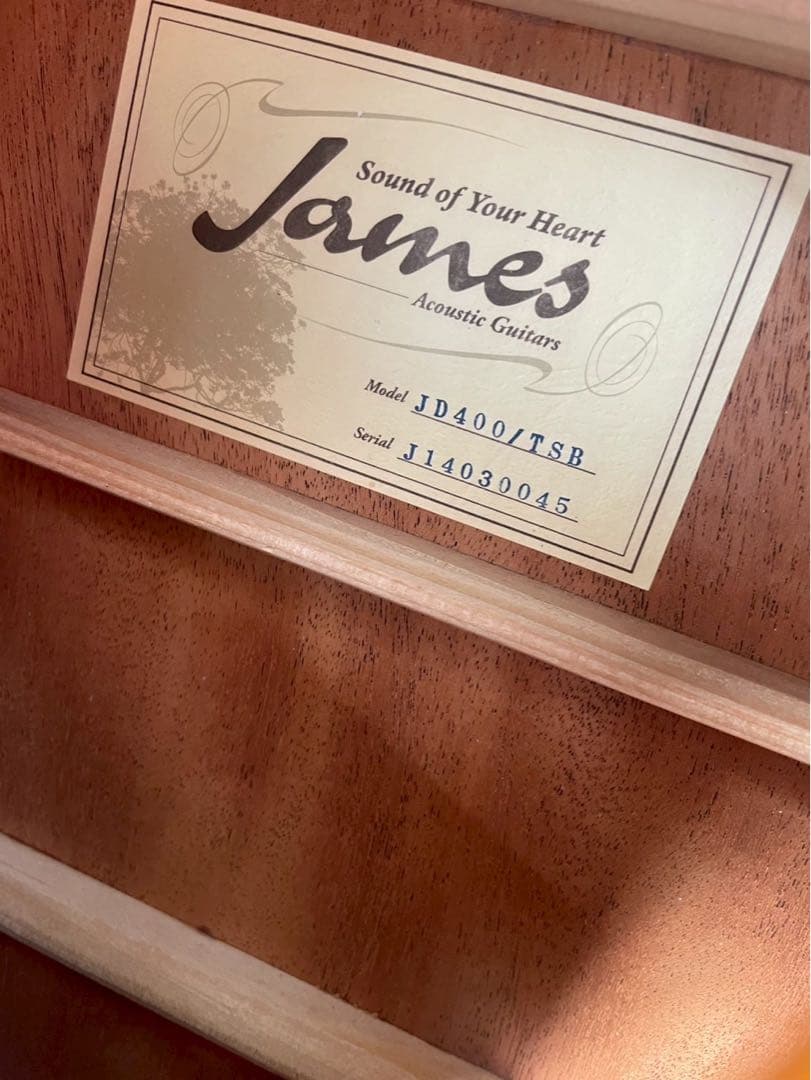 Sound of Your Heart
James
Acoustic Guitars
Model JD400/TSB
Serial J14030045